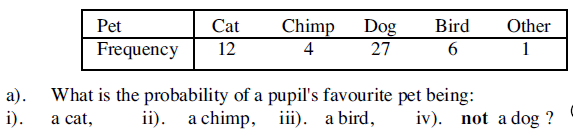 Pet Cat Chimp Dog Bird Other
Frequency 12 4 27 6 1
a). What is the probability of a pupil's favourite pet being:
i). a cat, ii). a chimp, iii). a bird, iv). not a dog ?